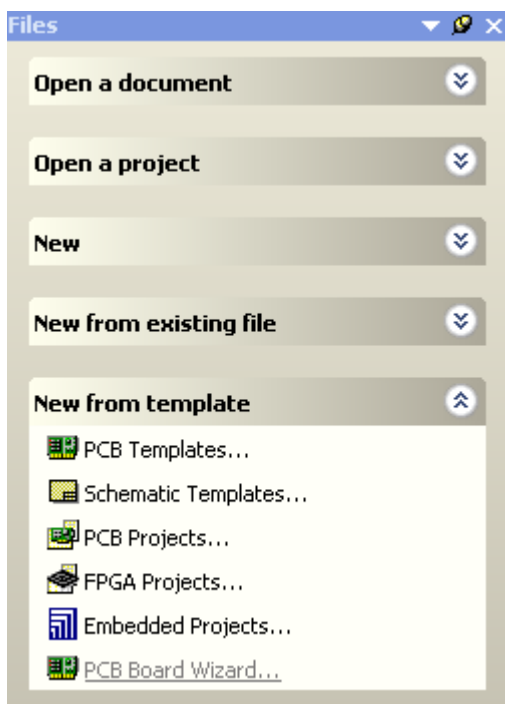 Files
Open a document
Open a project
New
New from existing file
New from template
PCB Templates...
Schematic Templates...
PCB Projects...
FPGA Projects...
Embedded Projects...
PCB Board Wizard...